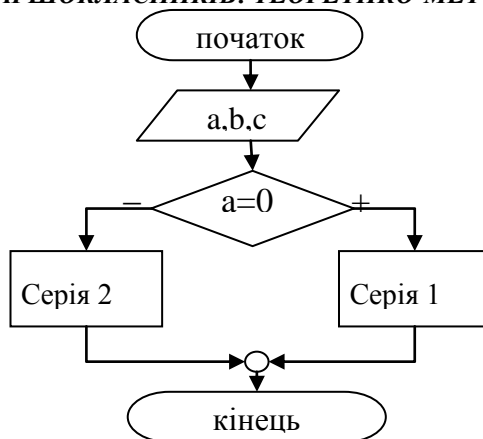 початок
a,b,c
a=0
– +
Серія 2 Серія 1
кінець